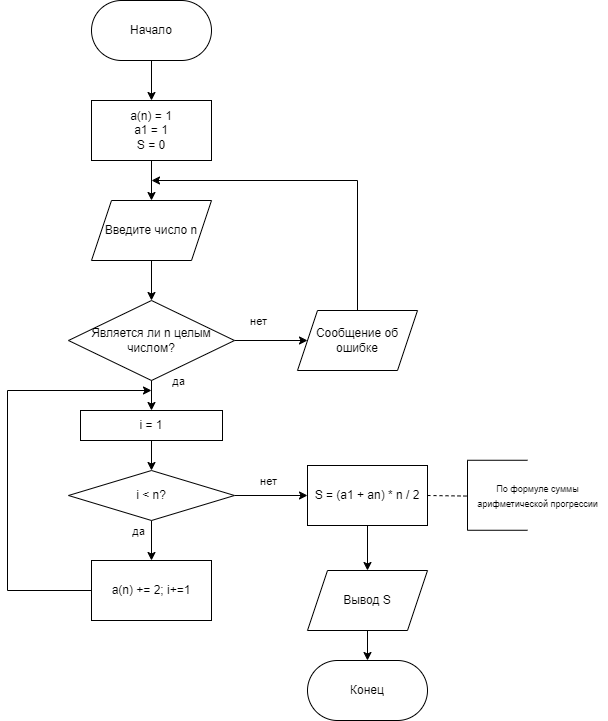 Начало
a(n) = 1
a1 = 1
S = 0
Введите число n
Является ли n целым
числом?
нет
Сообщение об
ошибке
да
i = 1
i < n?
нет
S = (a1 + an) * n / 2
По формуле суммы
арифметической прогрессии
да
a(n) += 2; i+=1
Вывод S
Конец